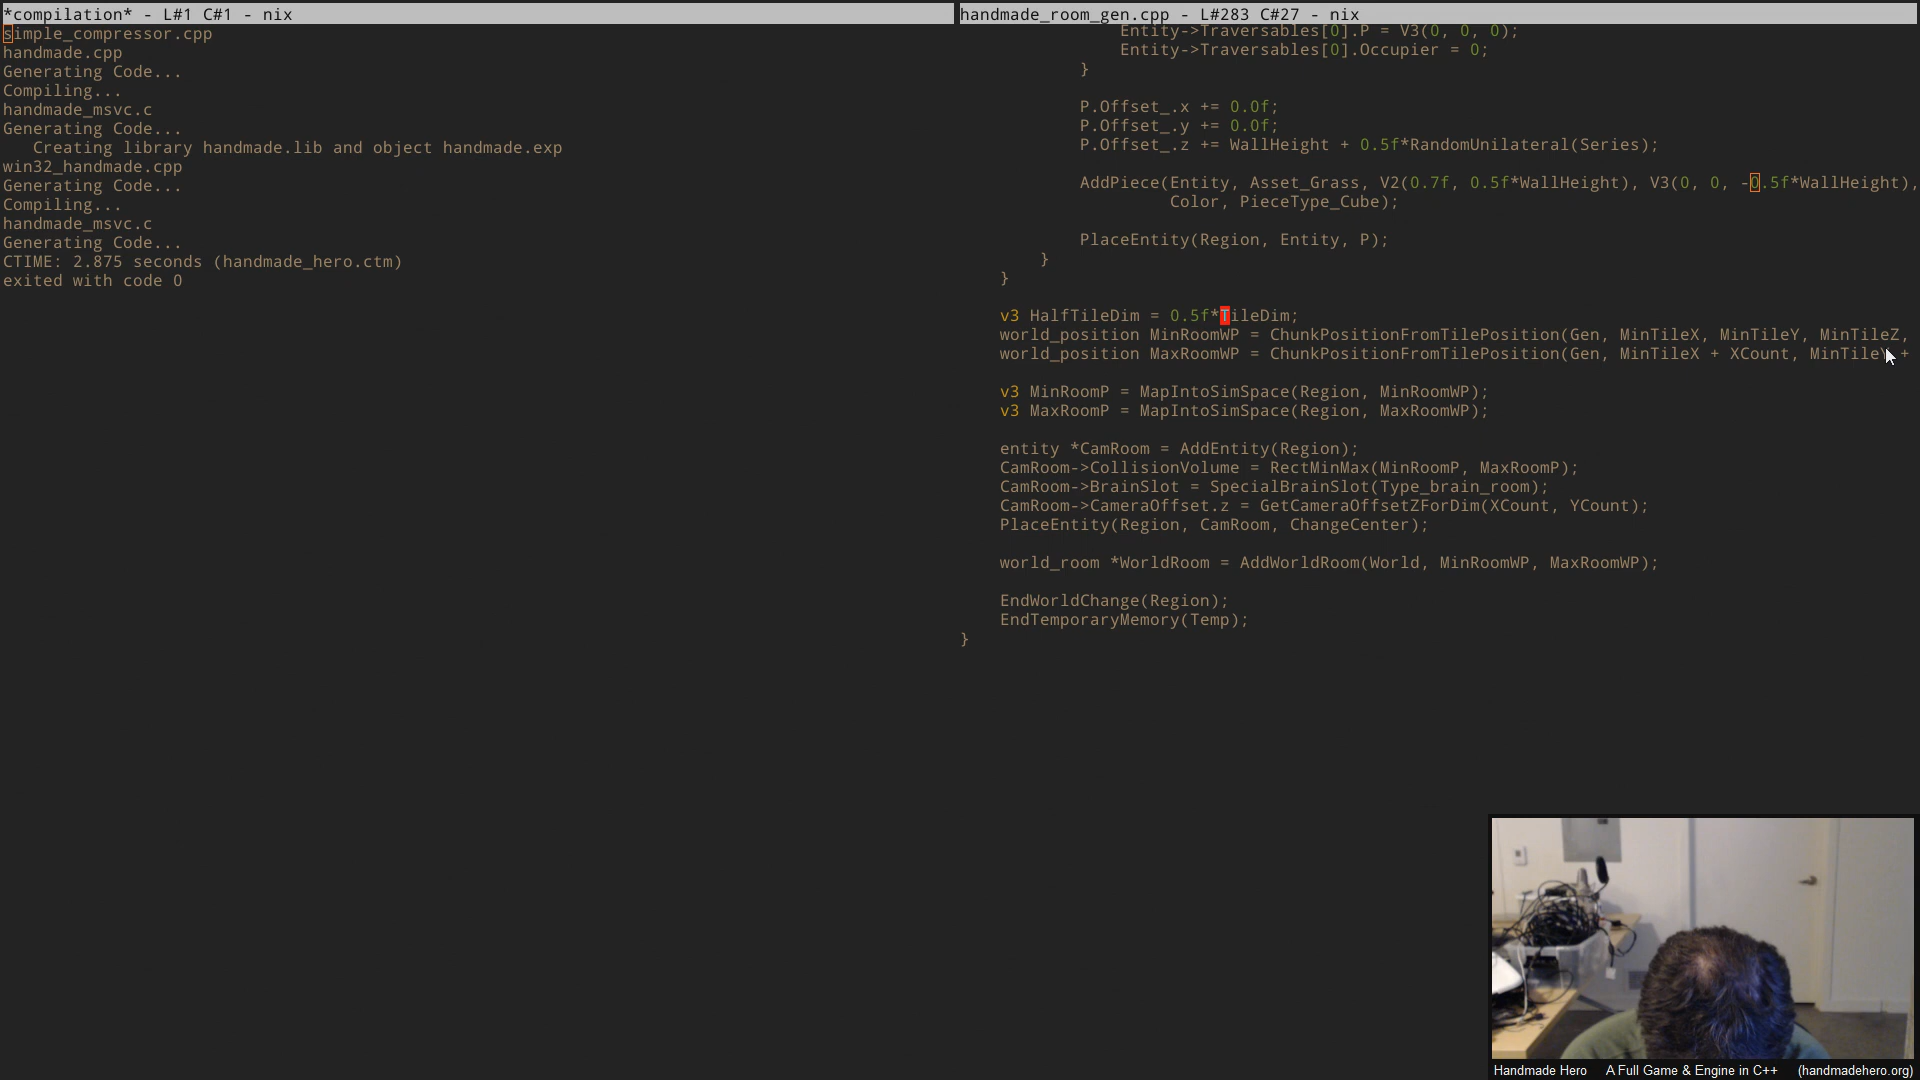 *compilation* - L#1 C#1 - nix
simple_compressor.cpp
handmade.cpp
Generating Code...
Compiling...
handmade_msvc.c
Generating Code...
Creating library handmade.lib and object handmade.exp
win32_handmade.cpp
Generating Code...
Compiling...
handmade_msvc.c
Generating Code...
CTIME: 2.875 seconds (handmade_hero.ctm)
exited with code 0
handmade_room_gen.cpp - L#283 C#27 - nix
Entity->Traversables[0].P = V3(0, 0, 0);
Entity->Traversables[0].Occupier = 0;
}
P.Offset_.x += 0.0f;
P.Offset_.y += 0.0f;
P.Offset_.z += WallHeight + 0.5f*RandomUnilateral(Series);
AddPiece(Entity, Asset_Grass, V2(0.7f, 0.5f*WallHeight), V3(0, 0, -0.5f*WallHeight),
Color, PieceType_Cube);
PlaceEntity(Region, Entity, P);
}
}
v3 HalfTileDim = 0.5f*TileDim;
world_position MinRoomWP = ChunkPositionFromTilePosition(Gen, MinTileX, MinTileY, MinTileZ,
world_position MaxRoomWP = ChunkPositionFromTilePosition(Gen, MinTileX + XCount, MinTileY +
v3 MinRoomP = MapIntoSimSpace(Region, MinRoomWP);
v3 MaxRoomP = MapIntoSimSpace(Region, MaxRoomWP);
entity *CamRoom = AddEntity(Region);
CamRoom->CollisionVolume = RectMinMax(MinRoomP, MaxRoomP);
CamRoom->BrainSlot = SpecialBrainSlot(Type_brain_room);
CamRoom->CameraOffset.z = GetCameraOffsetZForDim(XCount, YCount);
PlaceEntity(Region, CamRoom, ChangeCenter);
world_room *WorldRoom = AddWorldRoom(World, MinRoomWP, MaxRoomWP);
EndWorldChange(Region);
EndTemporaryMemory(Temp);
}
Handmade Hero A Full Game & Engine in C++ (handmadehero.org)